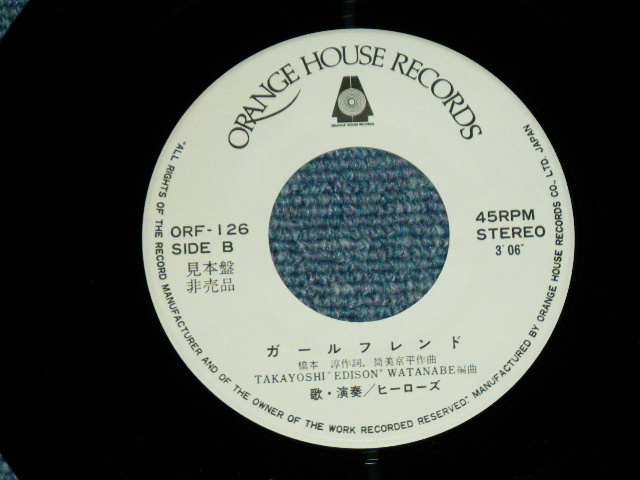 ORANGE HOUSE RECORDS
ORANGE HOUSE RECORDS
ORF-126
SIDE B
見本盤
非売品
45RPM
STEREO
3'06"
ガールフレンド
橋本 淳作詞、筒美京平作曲
TAKAYOSHI"EDISON"WATANABE編曲
歌・演奏/ヒーローズ
"ALL RIGHTS OF THE RECORD MANUFACTURER AND OF THE OWNER OF THE WORK RECORDED RESERVED" MANUFACTURED BY ORANGE HOUSE RECORDS CO., LTD. JAPAN